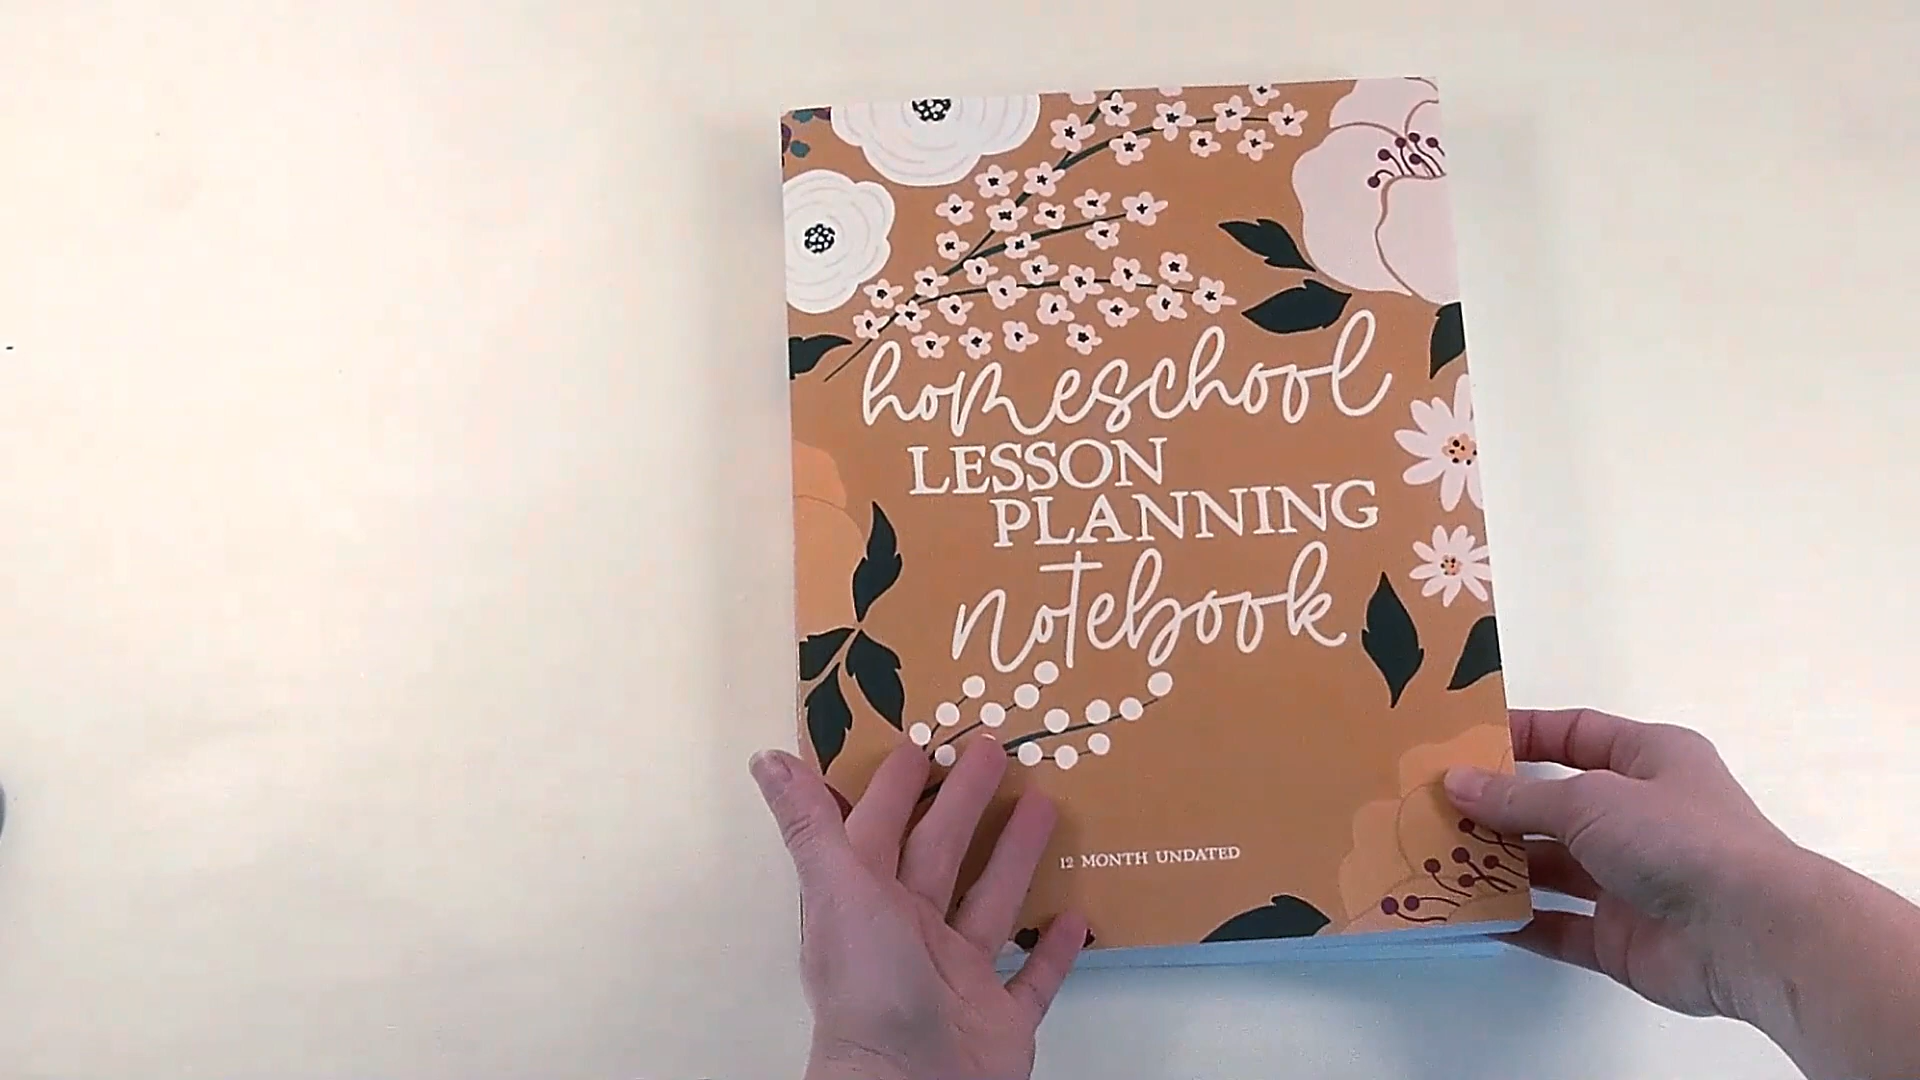 homeschool
LESSON
PLANNING
notebook
12 MONTH UNDATED